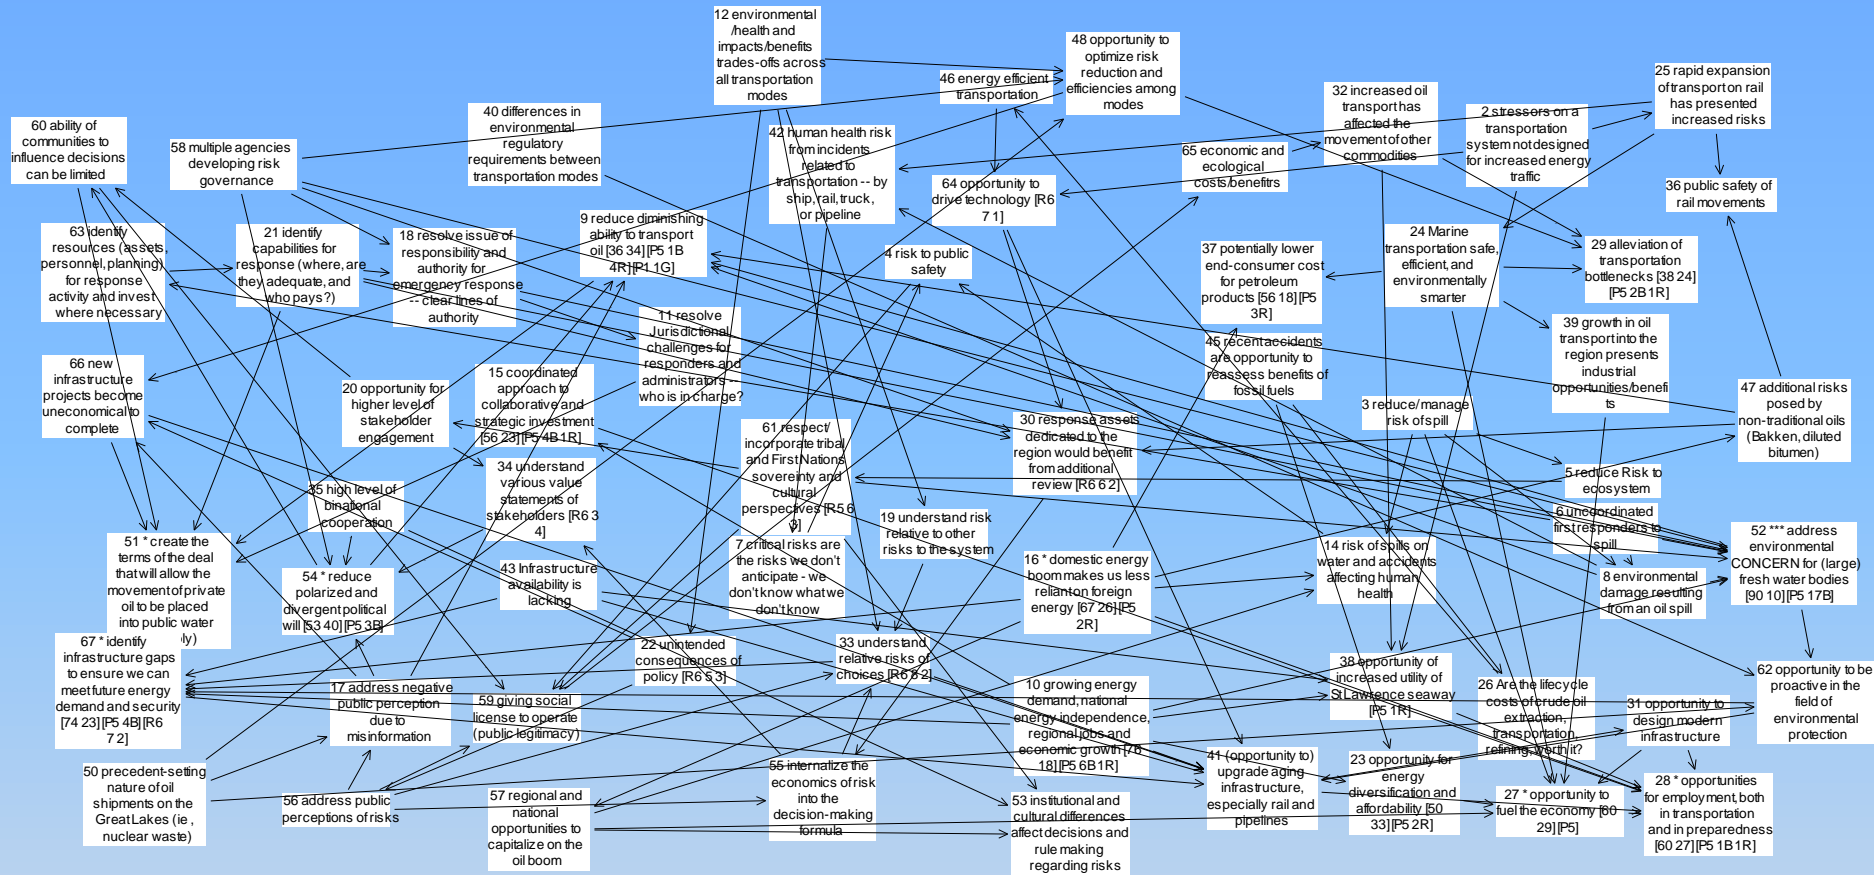 12 environmental
/health and
impacts/benefits
trades-offs across
all transportation
modes
48 opportunity to
optimize risk
reduction and
efficiencies among
modes
46 energy efficient
transportation
25 rapid expansion
of transport on rail
has presented
increased risks
32 increased oil
transport has
affected the
movement of other
commodities
2 stressors on a
transportation
system not designed
for increased energy
traffic
60 ability of
communities to
influence decisions
can be limited
58 multiple agencies
developing risk
governance
40 differences in
environmental
regulatory
requirements between
transportation modes
42 human health risk
from incidents
related to
transportation -- by
ship, rail, truck,
or pipeline
65 economic and
ecological
costs/benefitrs
64 opportunity to
drive technology [R6
7 1]
36 public safety of
rail movements
63 identify
resources (assets,
personnel, planning)
for response
activity and invest
where necessary
21 identify
capabilities for
response (where, are
they adequate, and
who pays?)
18 resolve issue of
responsibility and
authority for
emergency response
-- clear lines of
authority
9 reduce diminishing
ability to transport
oil [36 34] [P5 1B
4R] [P1 1G]
4 risk to public
safety
37 potentially lower
end-consumer cost
for petroleum
products [56 18] [P5
3R]
24 Marine
transportation safe,
efficient, and
environmentally
smarter
29 alleviation of
transportation
bottlenecks [38 24]
[P5 2B 1R]
11 resolve
Jurisdictional
challenges for
responders and
administrators --
who is in charge?
45 recent accidents
are opportunity to
reassess benefits of
fossil fuels
39 growth in oil
transport into the
region presents
industrial
opportunities/benefi
ts
66 new
infrastructure
projects become
uneconomical to
complete
20 opportunity for
higher level of
stakeholder
engagement
15 coordinated
approach to
collaborative and
strategic investment
[56 23] [P5 4B 1R]
47 additional risks
posed by
non-traditional oils
(Bakken, diluted
bitumen)
3 reduce/manage
risk of spill
61 respect/
incorporate tribal
and First Nations
sovereinty and
cultural
perspectives [R5 6
3]
30 response assets
dedicated to the
region would benefit
from additional
review [R6 6 2]
34 understand
various value
statements of
stakeholders [R6 3
4]
5 reduce Risk to
ecosystem
35 high level of
binational
cooperation
19 understand risk
relative to other
risks to the system
6 uncoordinated
first responders to
spill
51 * create the
terms of the deal
that will allow the
movement of private
oil to be placed
into public water
ly)
52 *** address
environmental
CONCERN for (large)
fresh water bodies
[90 10] [P5 17B]
7 critical risks are
the risks we don't
anticipate - we
don't know what we
don't know
14 risk of spills on
water and accidents
affecting human
health
43 Infrastructure
availability is
lacking
16 * domestic energy
boom makes us less
reliant on foreign
energy [67 26] [P5
2R]
54 * reduce
polarized and
divergent political
will [53 40] [P5 3B]
8 environmental
damage resulting
from an oil spill
67 * identify
infrastructure gaps
to ensure we can
meet future energy
demand and security
[74 23] [P5 4B] [R6
7 2]
22 unintended
consequences of
policy [R6 5 3]
33 understand
relative risks of
choices [R6 8 2]
38 opportunity of
increased utility of
St Lawrence seaway
[P5 1R]
62 opportunity to be
proactive in the
field of
environmental
protection
17 address negative
public perception
due to
misinformation
59 giving social
license to operate
(public legitimacy)
10 growing energy
demand, national
energy independence,
regional jobs and
economic growth [76
18] [P5 6B 1R]
26 Are the lifecycle
costs of crude oil
extraction,
transportation,
refining, worth it?
31 opportunity to
design modern
infrastructure
50 precedent-setting
nature of oil
shipments on the
Great Lakes (ie,
nuclear waste)
56 address public
perceptions of risks
57 regional and
national
opportunities to
capitalize on the
oil boom
55 internalize the
economics of risk
into the
decision-making
formula
53 institutional and
cultural differences
affect decisions and
rule making
regarding risks
41 (opportunity to)
upgrade aging
infrastructure,
especially rail and
pipelines
23 opportunity for
energy
diversification and
affordability [50
33] [P5 2R]
27 * opportunity to
fuel the economy [60
29] [P5]
28 * opportunities
for employment, both
in transportation
and in preparedness
[60 27] [P5 1B 1R]